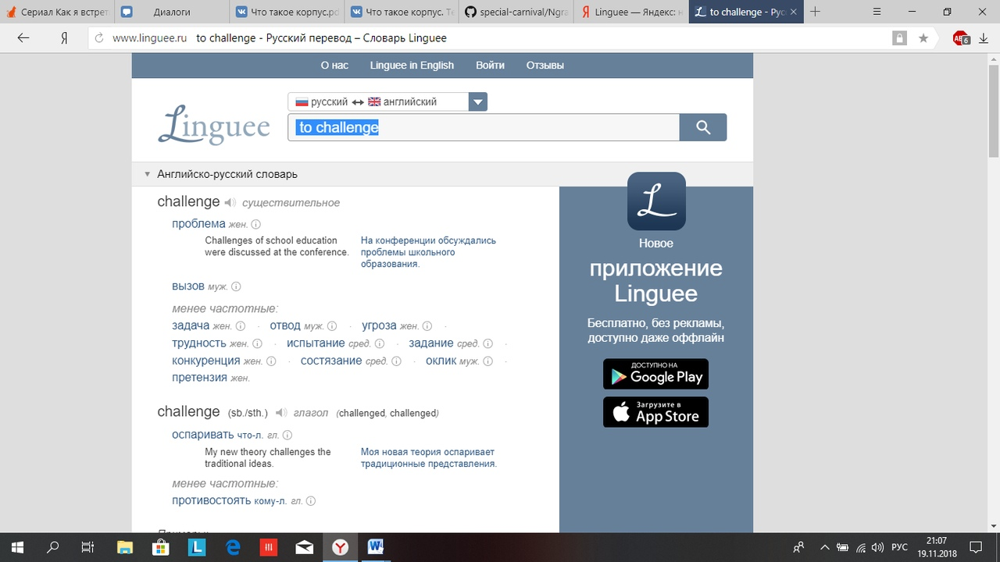 Сериал Как я встрет
Диалоги
Что такое корпус.pd
Что такое корпус. Те
special-carnival/Ngra
Linguee — Яндекс: н
to challenge - Рус
www.linguee.ru to challenge - Русский перевод – Словарь Linguee
О нас Linguee in English Войти Отзывы
русский ↔ английский
Linguee
to challenge
Английско-русский словарь
challenge существительное
проблема жен.
Challenges of school education were discussed at the conference.
На конференции обсуждались проблемы школьного образования.
вызов муж.
менее частотные:
задача жен. · отвод муж. · угроза жен. ·
трудность жен. · испытание сред. · задание сред. ·
конкуренция жен. · состязание сред. · оклик муж. ·
претензия жен.
challenge (sb./sth.) глагол (challenged, challenged)
оспаривать что-л. гл.
My new theory challenges the traditional ideas.
Моя новая теория оспаривает традиционные представления.
менее частотные:
противостоять кому-л. гл.
Новое
приложение
Linguee
Бесплатно, без рекламы,
доступно даже оффлайн
ДОСТУПНО НА
Google Play
Загрузите в
App Store
РУС
21:07
19.11.2018